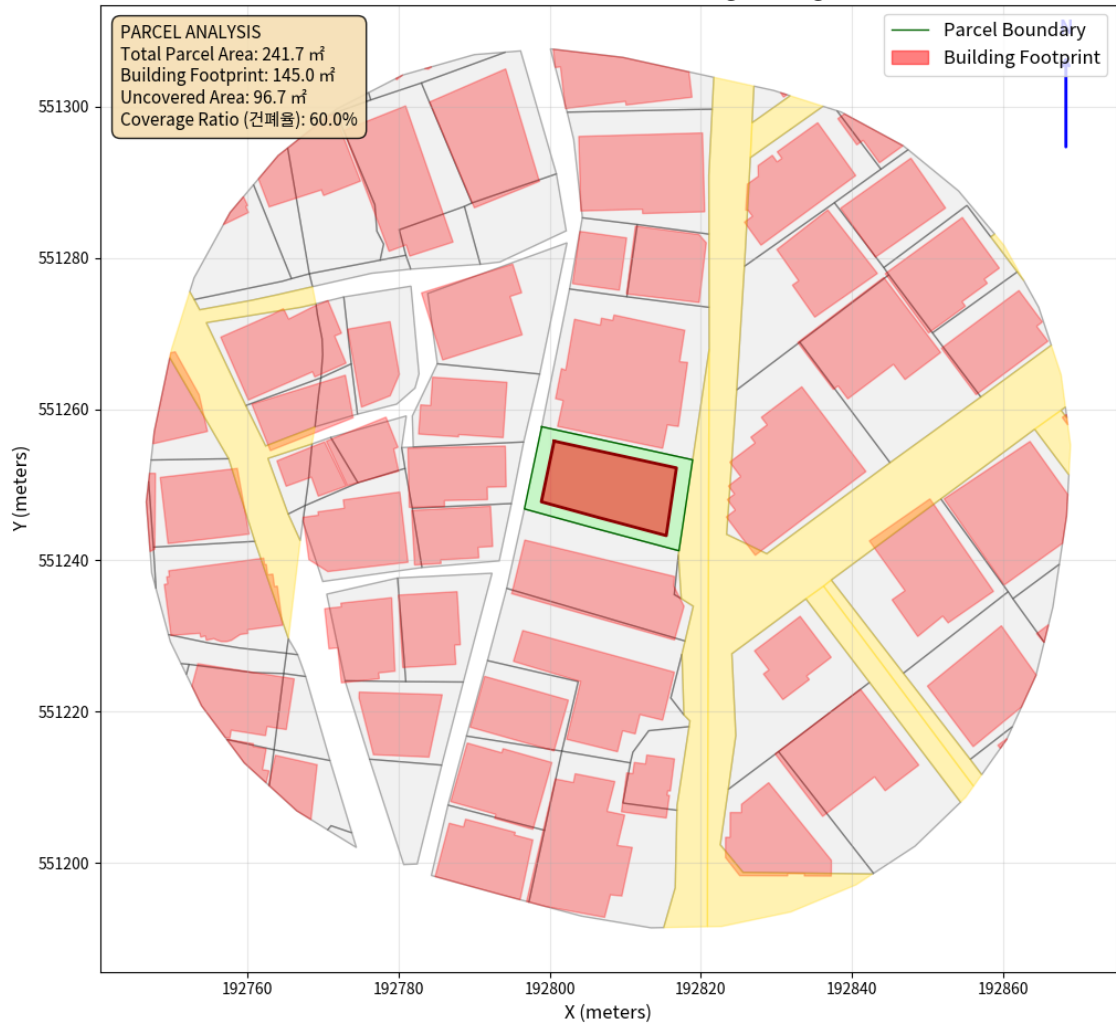 PARCEL ANALYSIS
Total Parcel Area: 241.7 ㎡
Building Footprint: 145.0 ㎡
Uncovered Area: 96.7 ㎡
Coverage Ratio (건폐율): 60.0%
Parcel Boundary
Building Footprint
N
551300
551280
551260
551240
551220
551200
Y (meters)
192760
192780
192800
192820
192840
192860
X (meters)